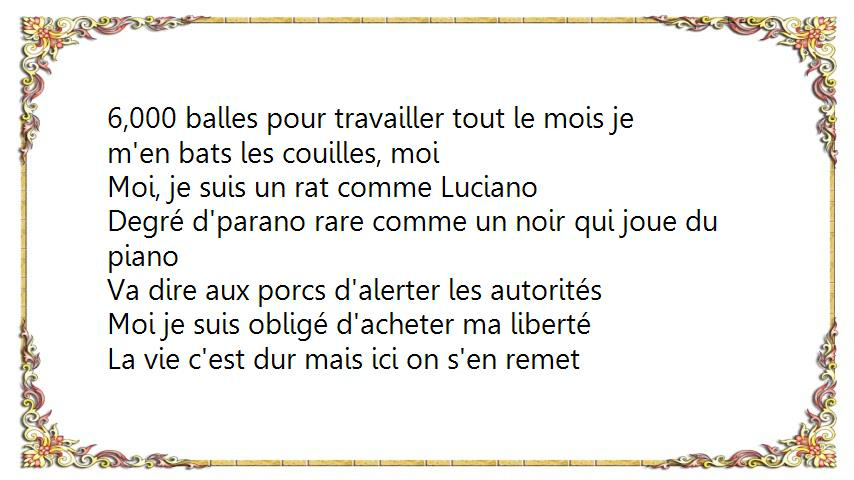 6,000 balles pour travailler tout le mois je
m'en bats les couilles, moi
Moi, je suis un rat comme Luciano
Degré d'parano rare comme un noir qui joue du
piano
Va dire aux porcs d'alerter les autorités
Moi je suis obligé d'acheter ma liberté
La vie c'est dur mais ici on s'en remet